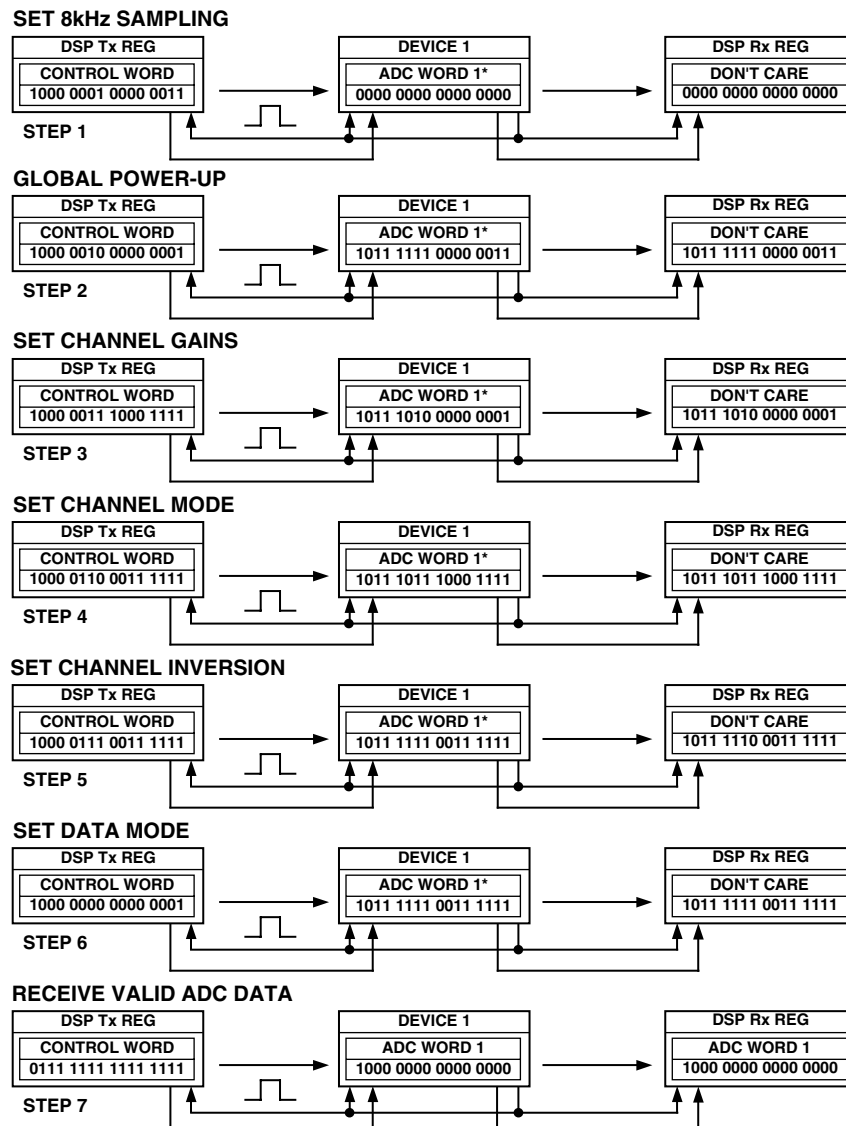 SET 8kHz SAMPLING
DSP Tx REG DEVICE 1 DSP Rx REG
CONTROL WORD ADC WORD 1* DON'T CARE
1000 0001 0000 0011 0000 0000 0000 0000 0000 0000 0000 0000
STEP 1
GLOBAL POWER-UP
DSP Tx REG DEVICE 1 DSP Rx REG
CONTROL WORD ADC WORD 1* DON'T CARE
1000 0010 0000 0001 1011 1111 0000 0011 1011 1111 0000 0011
STEP 2
SET CHANNEL GAINS
DSP Tx REG DEVICE 1 DSP Rx REG
CONTROL WORD ADC WORD 1* DON'T CARE
1000 0011 1000 1111 1011 1010 0000 0001 1011 1010 0000 0001
STEP 3
SET CHANNEL MODE
DSP Tx REG DEVICE 1 DSP Rx REG
CONTROL WORD ADC WORD 1* DON'T CARE
1000 0110 0011 1111 1011 1011 1000 1111 1011 1011 1000 1111
STEP 4
SET CHANNEL INVERSION
DSP Tx REG DEVICE 1 DSP Rx REG
CONTROL WORD ADC WORD 1* DON'T CARE
1000 0111 0011 1111 1011 1111 0011 1111 1011 1110 0011 1111
STEP 5
SET DATA MODE
DSP Tx REG DEVICE 1 DSP Rx REG
CONTROL WORD ADC WORD 1* DON'T CARE
1000 0000 0000 0001 1011 1111 0011 1111 1011 1111 0011 1111
STEP 6
RECEIVE VALID ADC DATA
DSP Tx REG DEVICE 1 DSP Rx REG
CONTROL WORD ADC WORD 1 ADC WORD 1
0111 1111 1111 1111 1000 0000 0000 0000 1000 0000 0000 0000
STEP 7